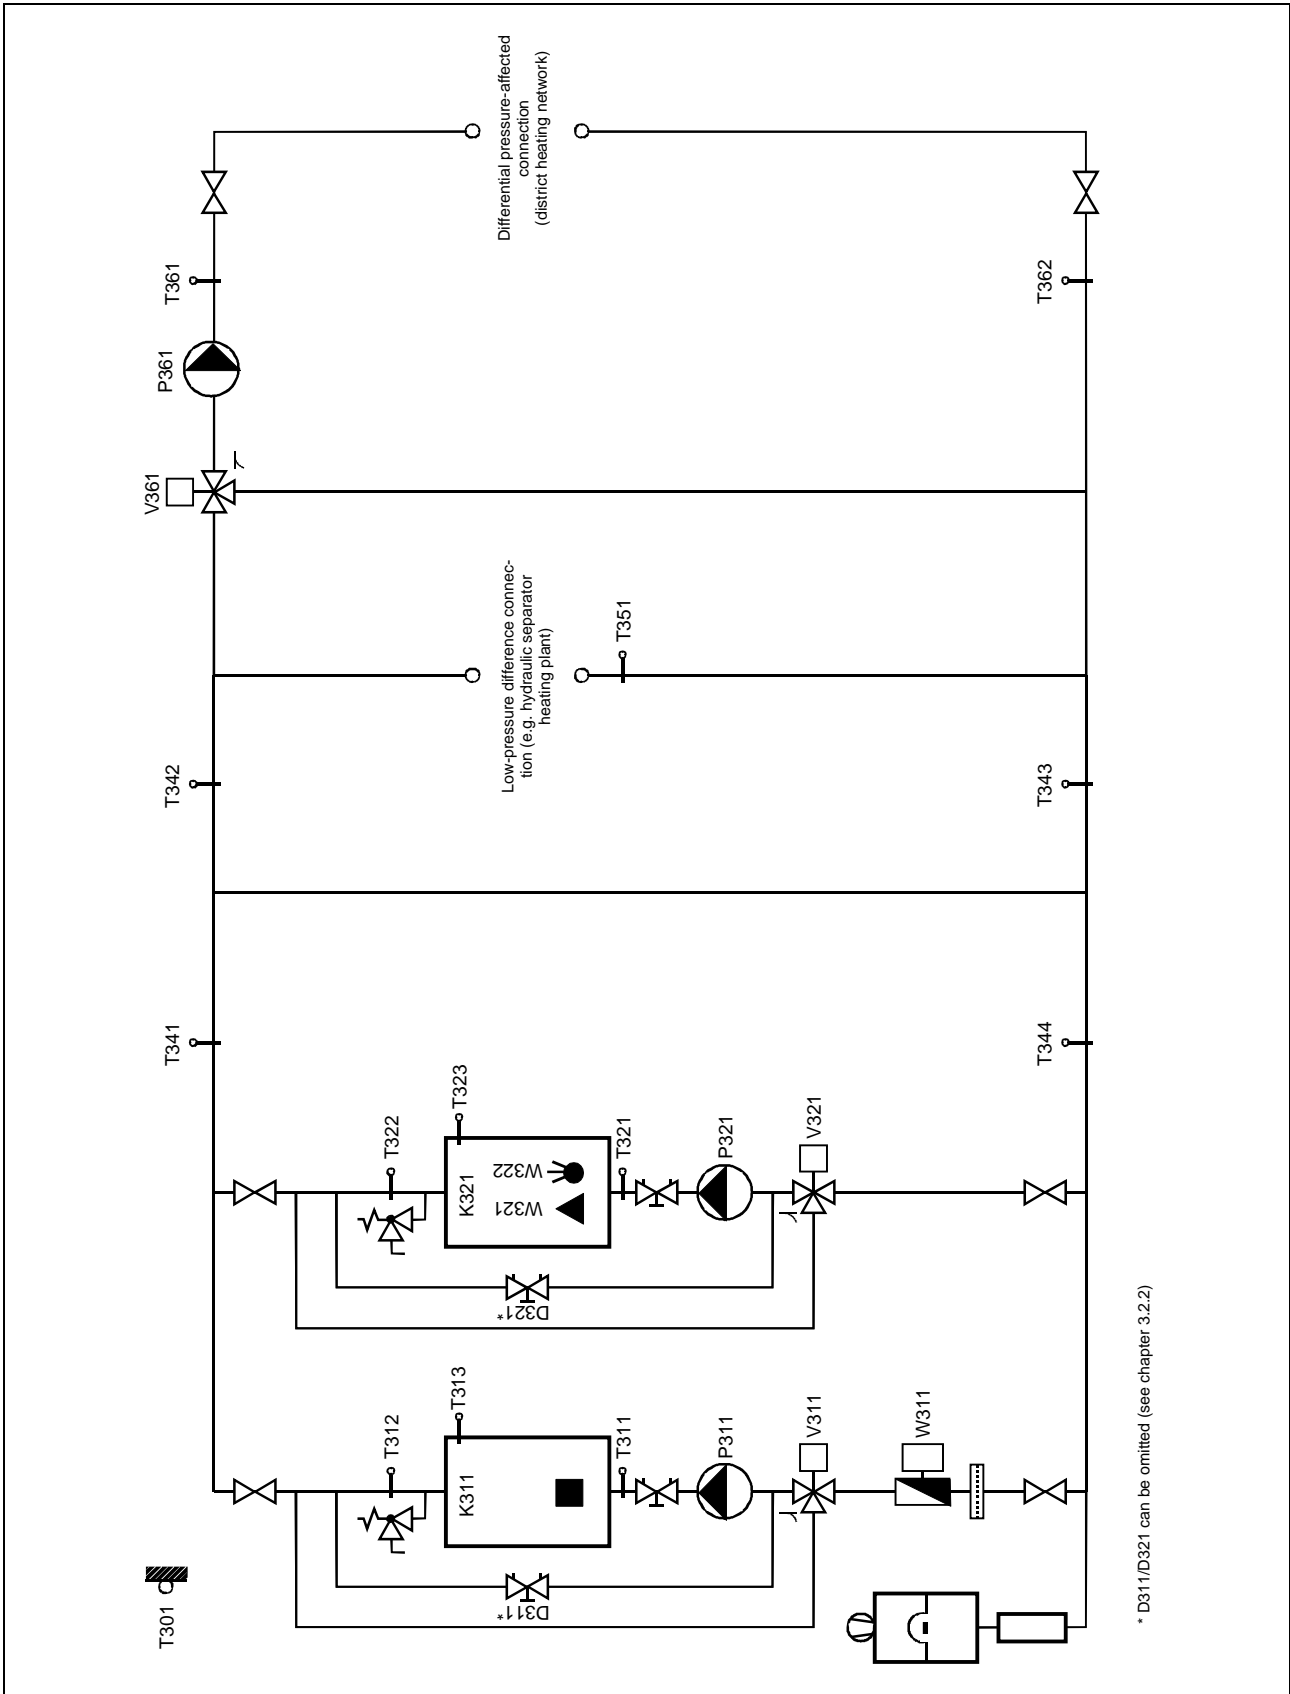 Differential pressure-affected
connection
(district heating network)
T361
T362
P361
V361
Low-pressure difference connec-
tion (e.g. hydraulic separator
heating plant)
T351
T342
T343
T341
T344
T323
T322
K321
W322
W321
T321
P321
V321
D321*
T313
T312
K311
T311
P311
V311
W311
D311*
T301
* D311/D321 can be omitted (see chapter 3.2.2)